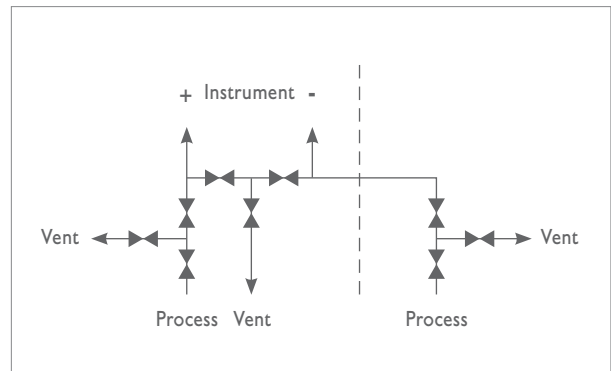 + Instrument -
Vent
Vent
Process Vent
Process